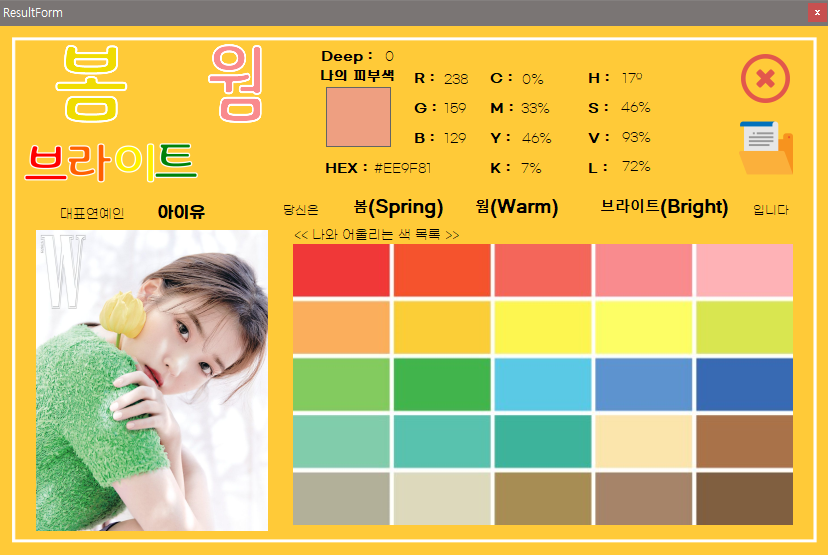 ResultForm
봄 웜
브라이트
대표연예인 아이유
W
Deep : 0
나의 피부색
HEX : #EE9F81
R : 238 C : 0% H : 17º
G : 159 M : 33% S : 46%
B : 129 Y : 46% V : 93%
K : 7% L : 72%
당신은 봄(Spring) 웜(Warm) 브라이트(Bright) 입니다
<< 나와 어울리는 색 목록 >>